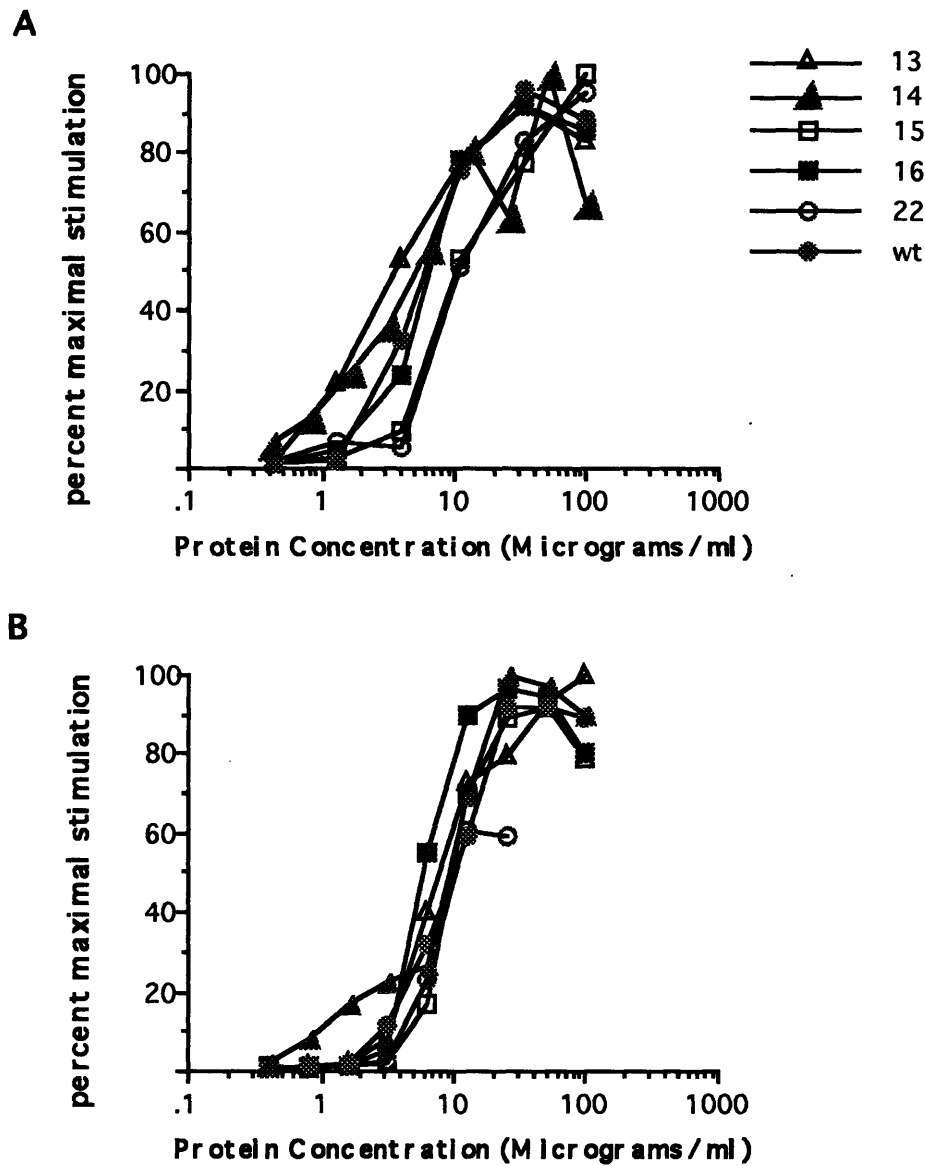 A
percent maximal stimulation
100
80
60
40
20
.1 1 10 100 1000
Protein Concentration (Micrograms/ml)
13
14
15
16
22
wt
B
percent maximal stimulation
100
80
60
40
20
.1 1 10 100 1000
Protein Concentration (Micrograms/ml)